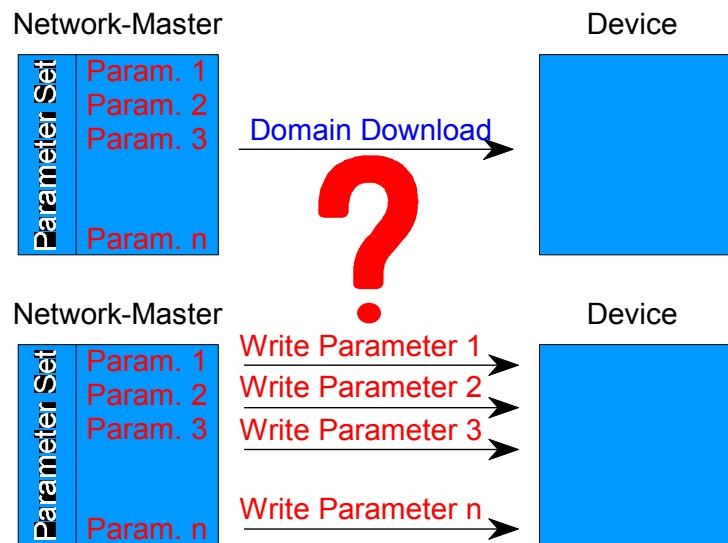 Network-Master
Device
Parameter Set
Param. 1
Param. 2
Param. 3
Param. n
Domain Download
?
Network-Master
Device
Parameter Set
Param. 1
Param. 2
Param. 3
Param. n
Write Parameter 1
Write Parameter 2
Write Parameter 3
Write Parameter n